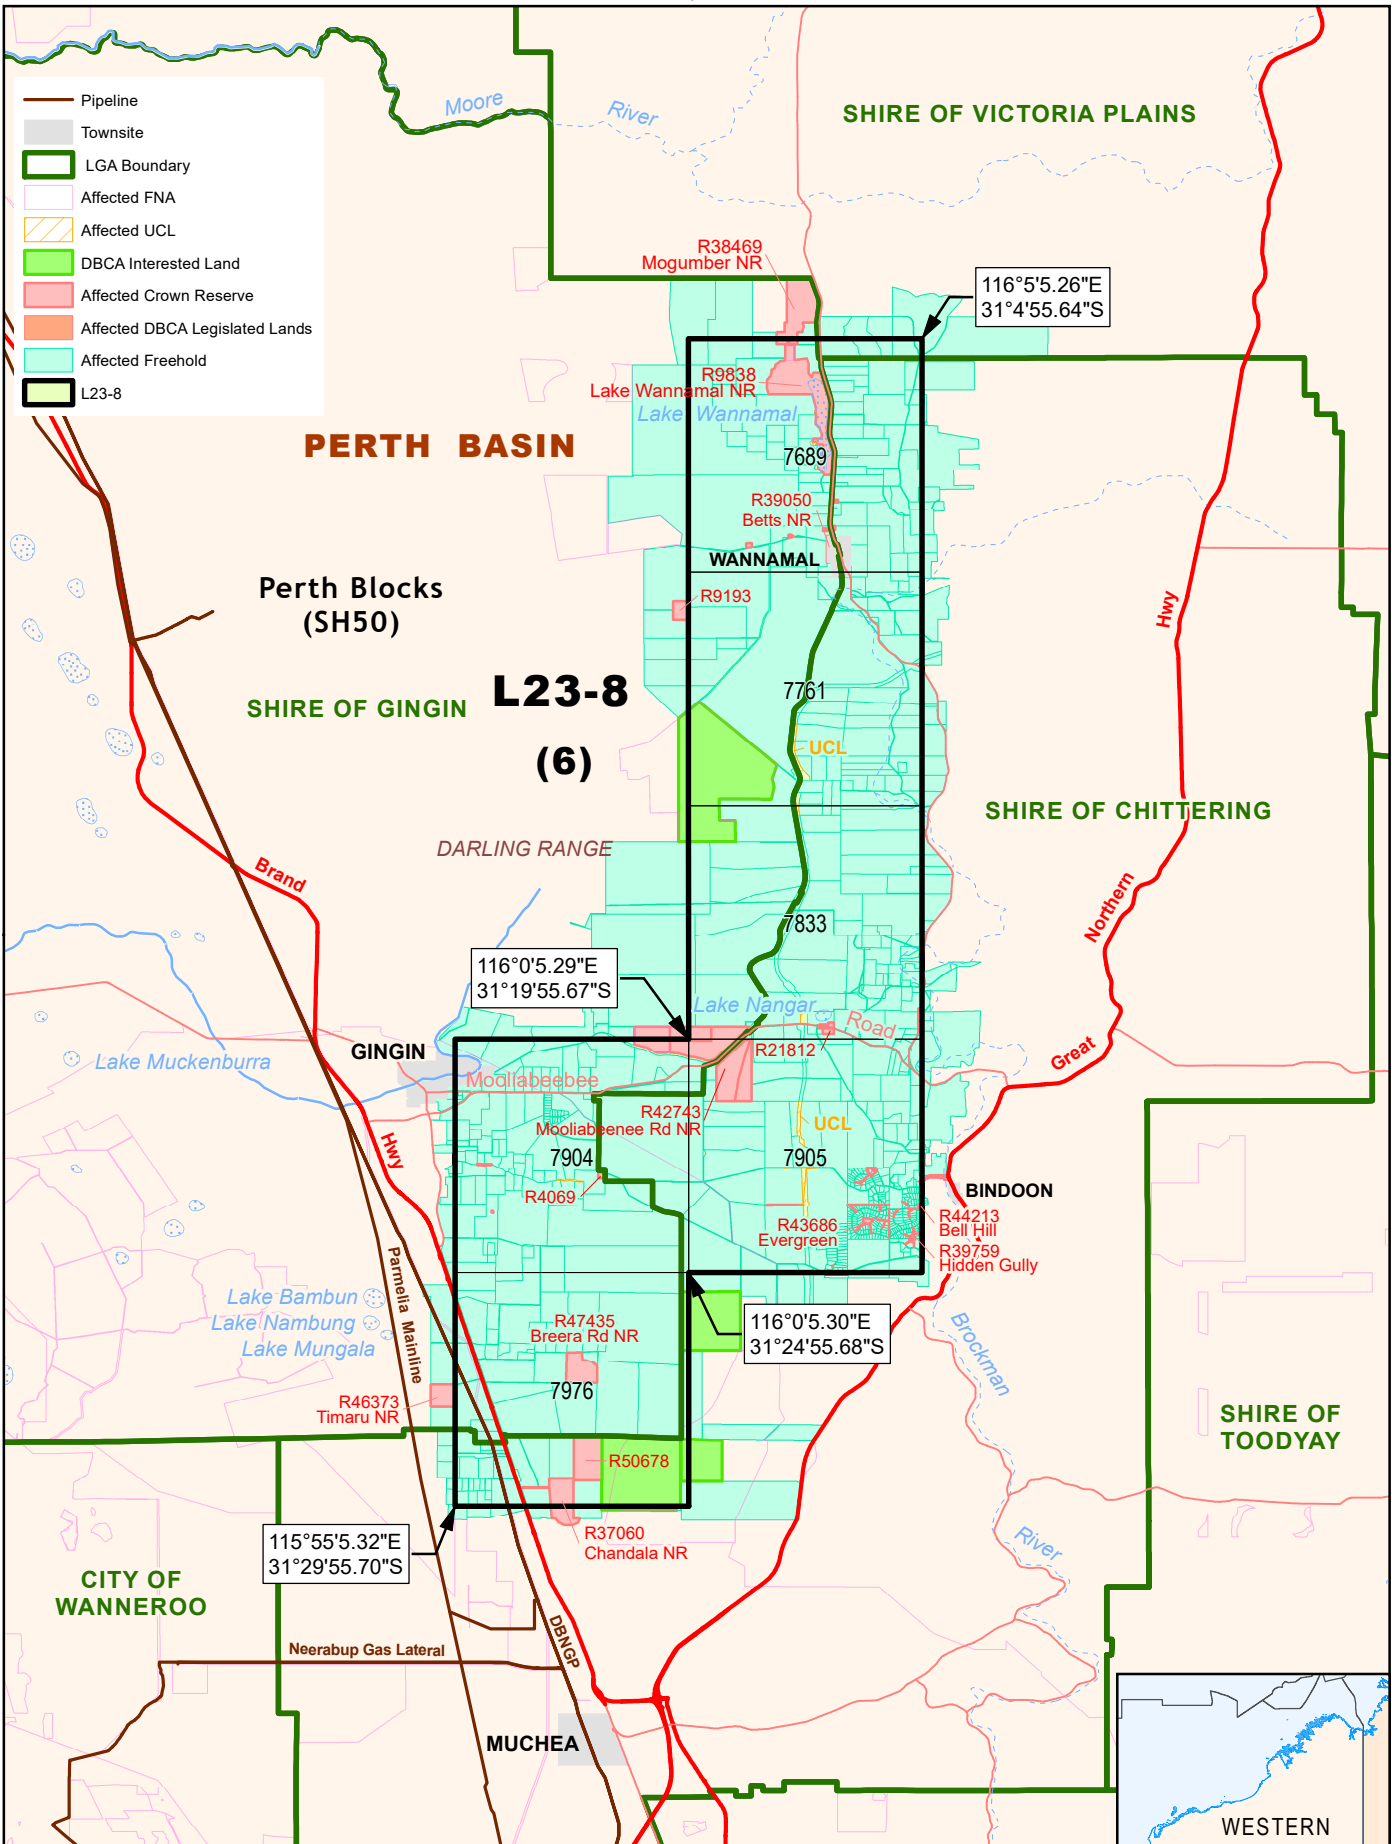 Pipeline
Townsite
LGA Boundary
Affected FNA
Affected UCL
DBCA Interested Land
Affected Crown Reserve
Affected DBCA Legislated Lands
Affected Freehold
L23-8
Moore
River
SHIRE OF VICTORIA PLAINS
R38469
Mogumber NR
116°5'5.26"E
31°4'55.64"S
R9838
Lake Wannamal NR
Lake Wannamal
PERTH BASIN
7689
R39050
Betts NR
WANNAMAL
Perth Blocks
(SH50)
R9193
Hwy
SHIRE OF GINGIN
L23-8
(6)
7761
UCL
SHIRE OF CHITTERING
DARLING RANGE
Brand
Northern
7833
116°0'5.29"E
31°19'55.67"S
Lake Nangar
Road
R21812
Great
GINGIN
Lake Muckenburra
Mooliabeebee
R42743
Mooliabeenee Rd NR
UCL
Hwy
7904
7905
R4069
BINDOON
R43686
Evergreen
R44213
Bell Hill
R39759
Hidden Gully
Parmelia Mainline
Lake Bambun
Lake Nambung
Lake Mungala
R47435
Breera Rd NR
116°0'5.30"E
31°24'55.68"S
Brockman
7976
R46373
Timaru NR
SHIRE OF
TOODYAY
R50678
R37060
Chandala NR
115°55'5.32"E
31°29'55.70"S
River
CITY OF
WANNEROO
DBNGP
Neerabup Gas Lateral
MUCHEA
WESTERN